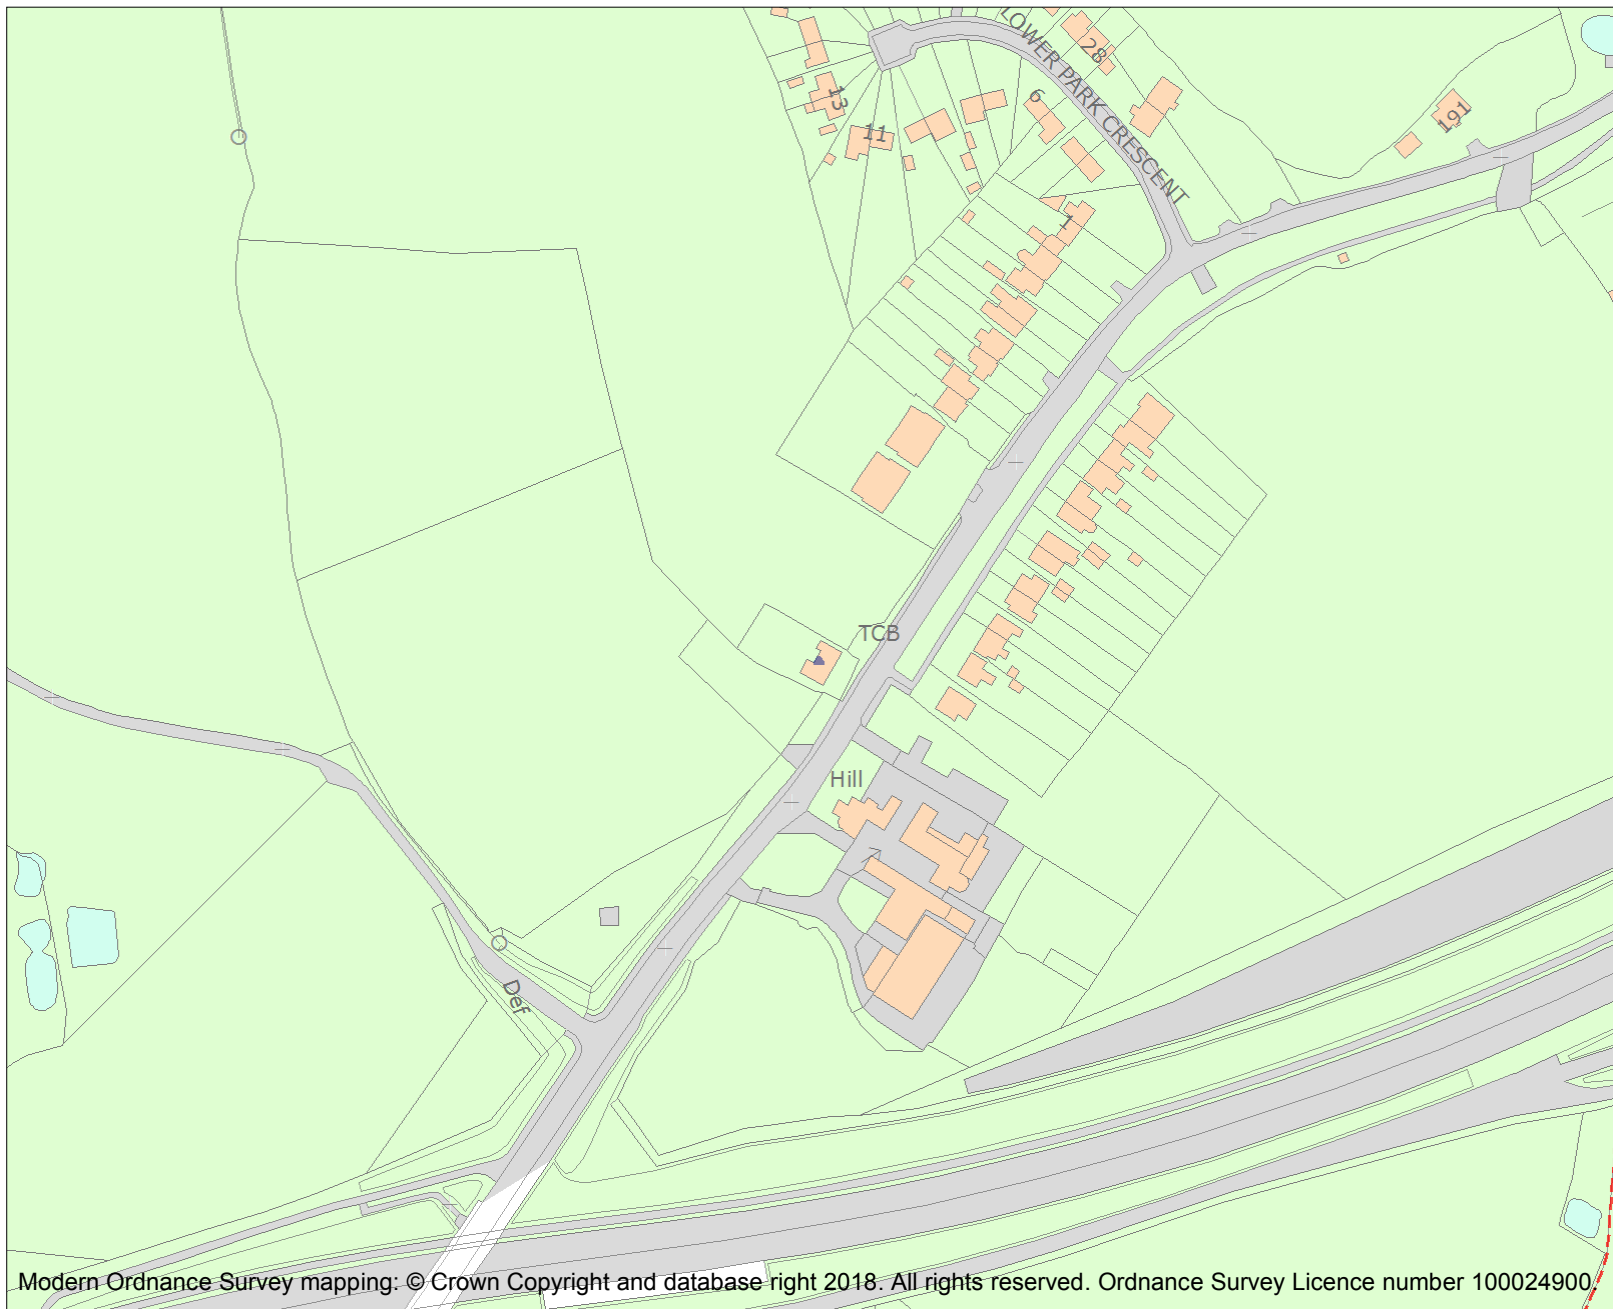 LOWER PARK CRESCENT
28
13
6
11
191
1
TCB
Hill
Def
Modern Ordnance Survey mapping: © Crown Copyright and database right 2018. All rights reserved. Ordnance Survey Licence number 100024900.